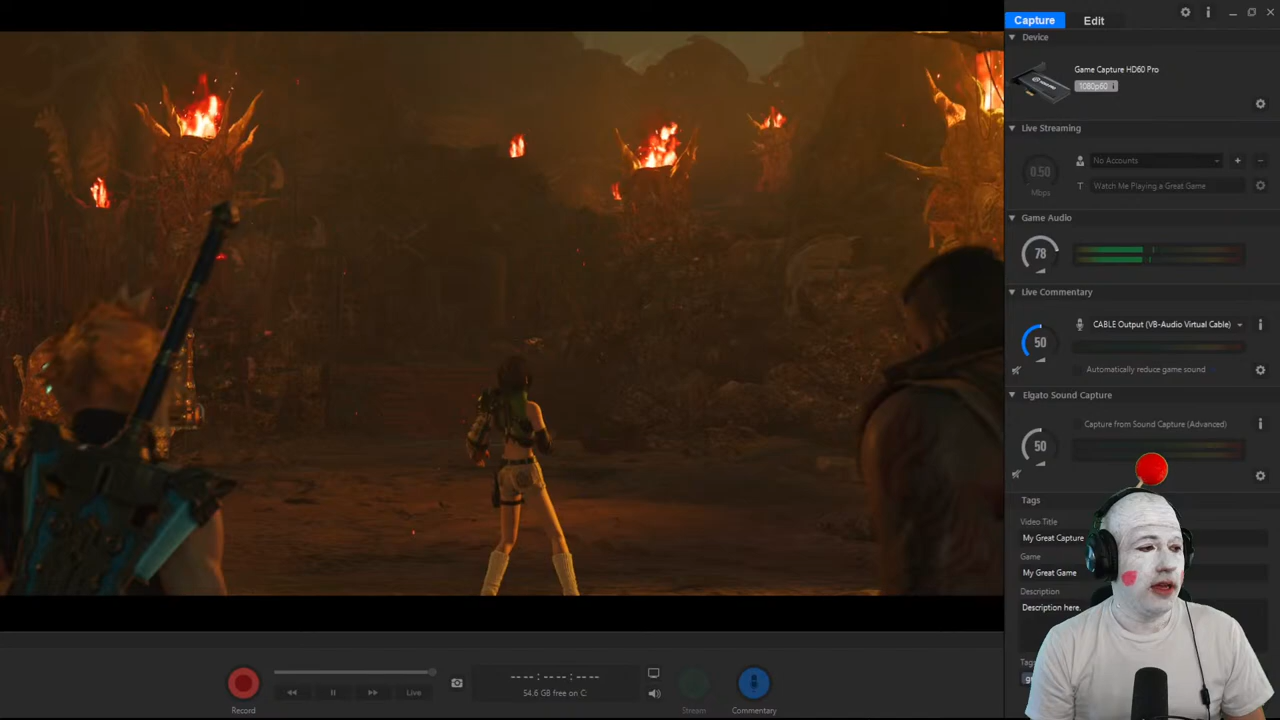 Capture
Edit
Device
Game Capture HD60 Pro
1080p60
Live Streaming
0.50
Mbps
No Accounts
T
Watch Me Playing a Great Game
Game Audio
78
Live Commentary
50
CABLE Output (VB-Audio Virtual Cable)
Automatically reduce game sound
Elgato Sound Capture
50
Capture from Sound Capture (Advanced)
Tags
Video Title
My Great Capture
Game
My Great Game
Description
Description here.
Live
----:----:----
54.6 GB free on C:
Record
Stream
Commentary